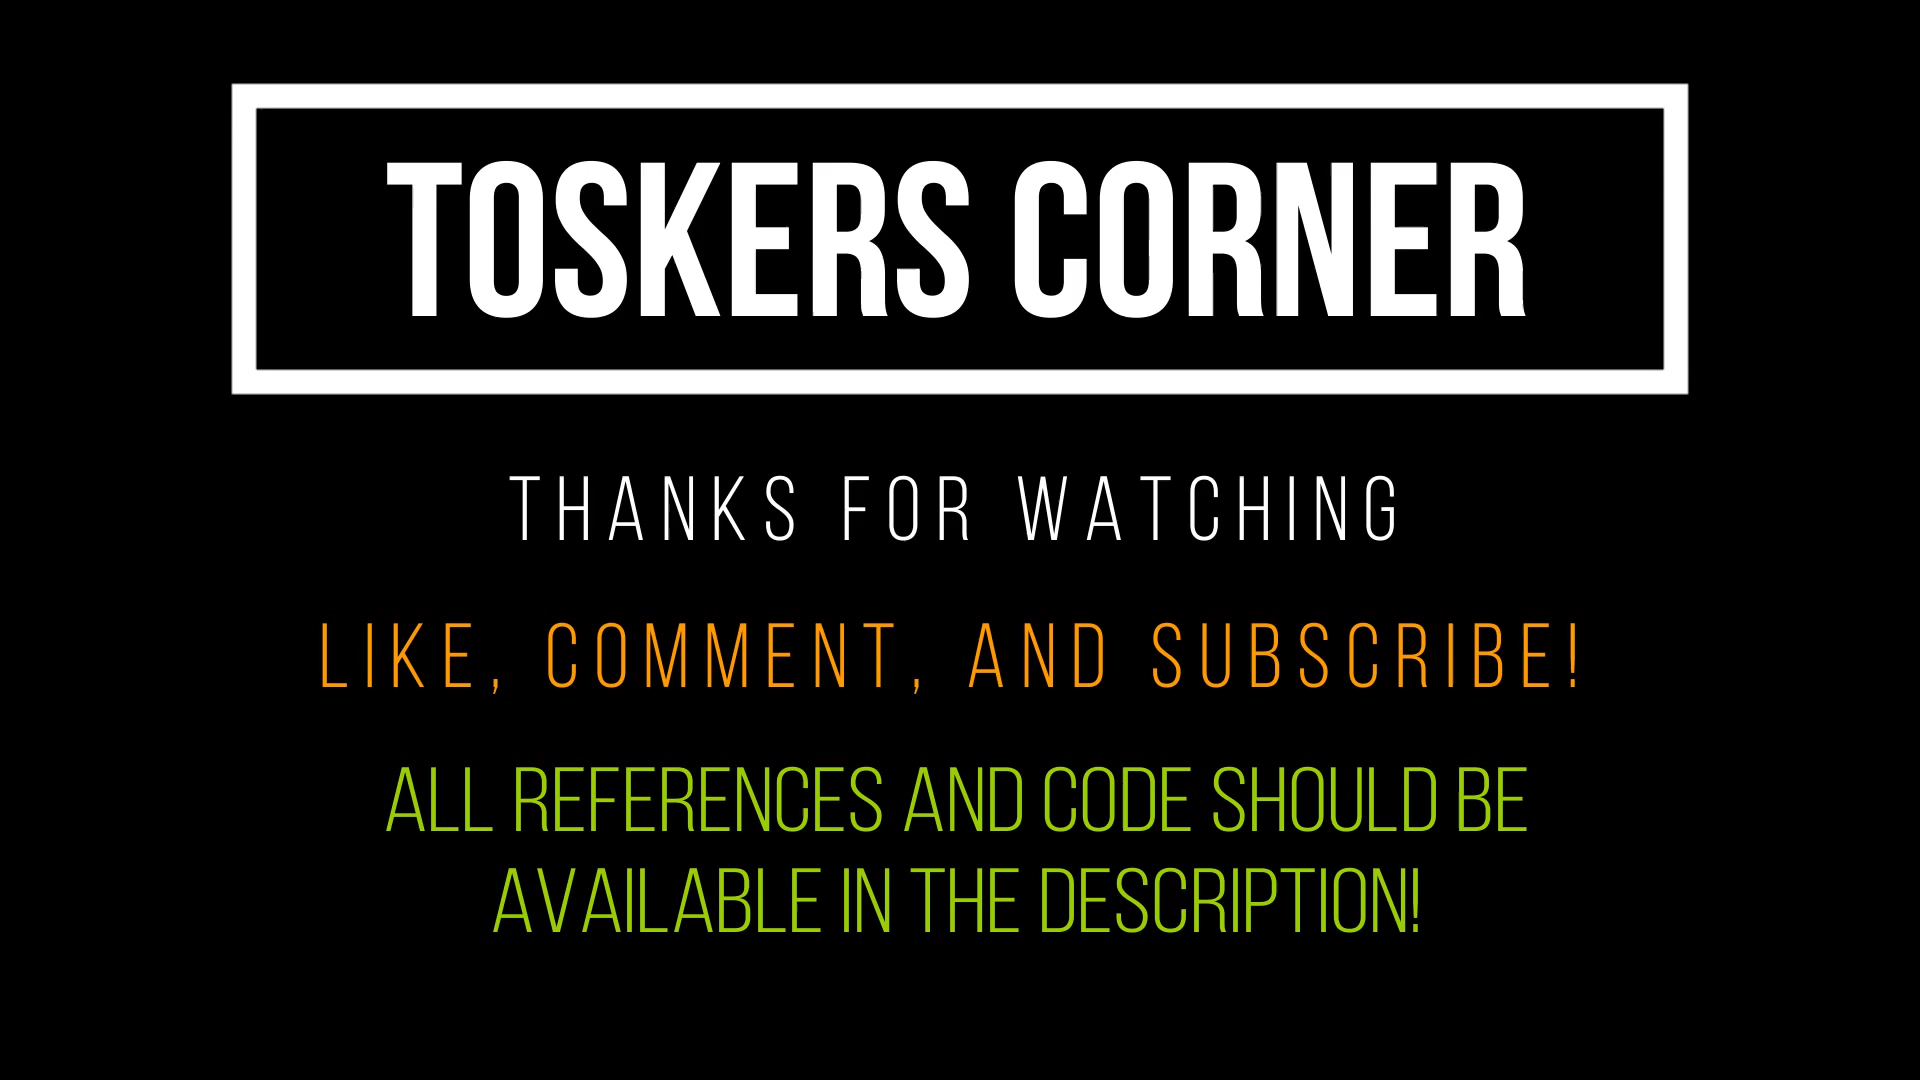 TOSKERS CORNER
THANKS FOR WATCHING
LIKE, COMMENT, AND SUBSCRIBE!
ALL REFERENCES AND CODE SHOULD BE
AVAILABLE IN THE DESCRIPTION!